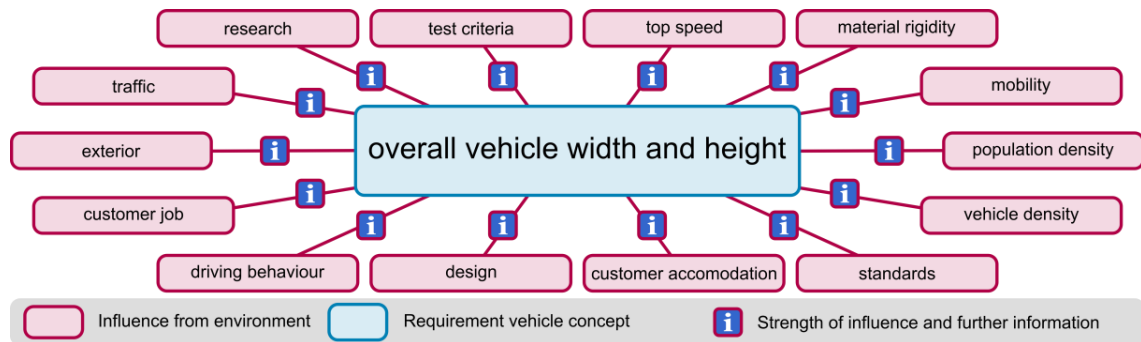 research
test criteria
top speed
material rigidity
traffic
mobility
exterior
overall vehicle width and height
population density
customer job
vehicle density
driving behaviour
design
customer accomodation
standards
Influence from environment
Requirement vehicle concept
i Strength of influence and further information